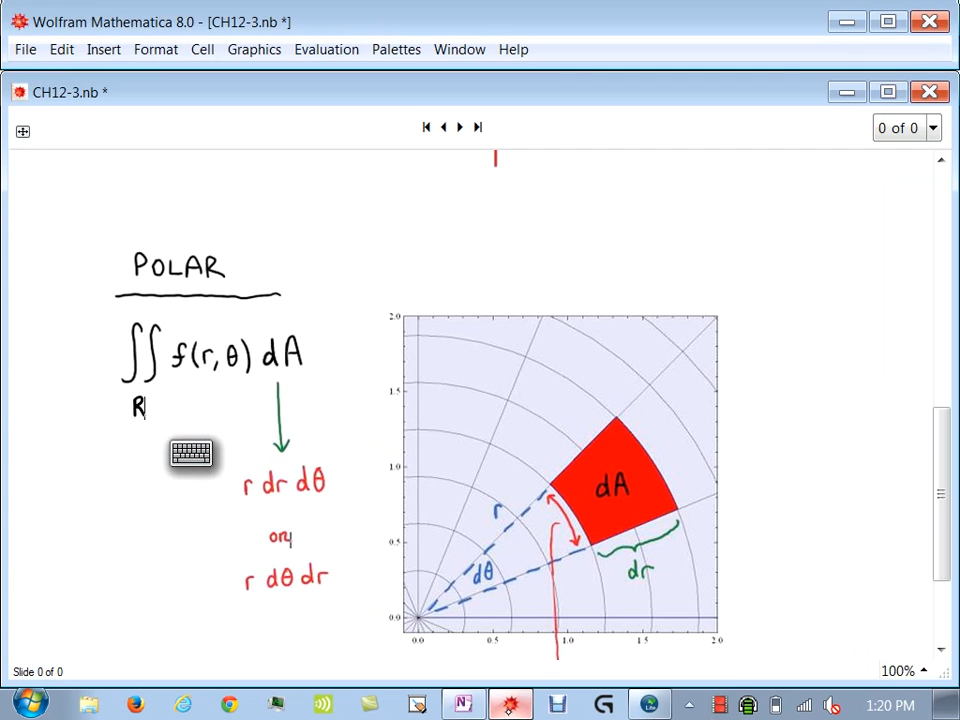 Wolfram Mathematica 8.0 - [CH12-3.nb *]
File Edit Insert Format Cell Graphics Evaluation Palettes Window Help
CH12-3.nb *
0 of 0
POLAR
∬ f(r, θ) dA
R
r dr dθ
or
r dθ dr
2.0
1.5
1.0
0.5
0.0
0.0 0.5 1.0 1.5 2.0
dA
r
dθ
dr
Slide 0 of 0
100%
1:20 PM